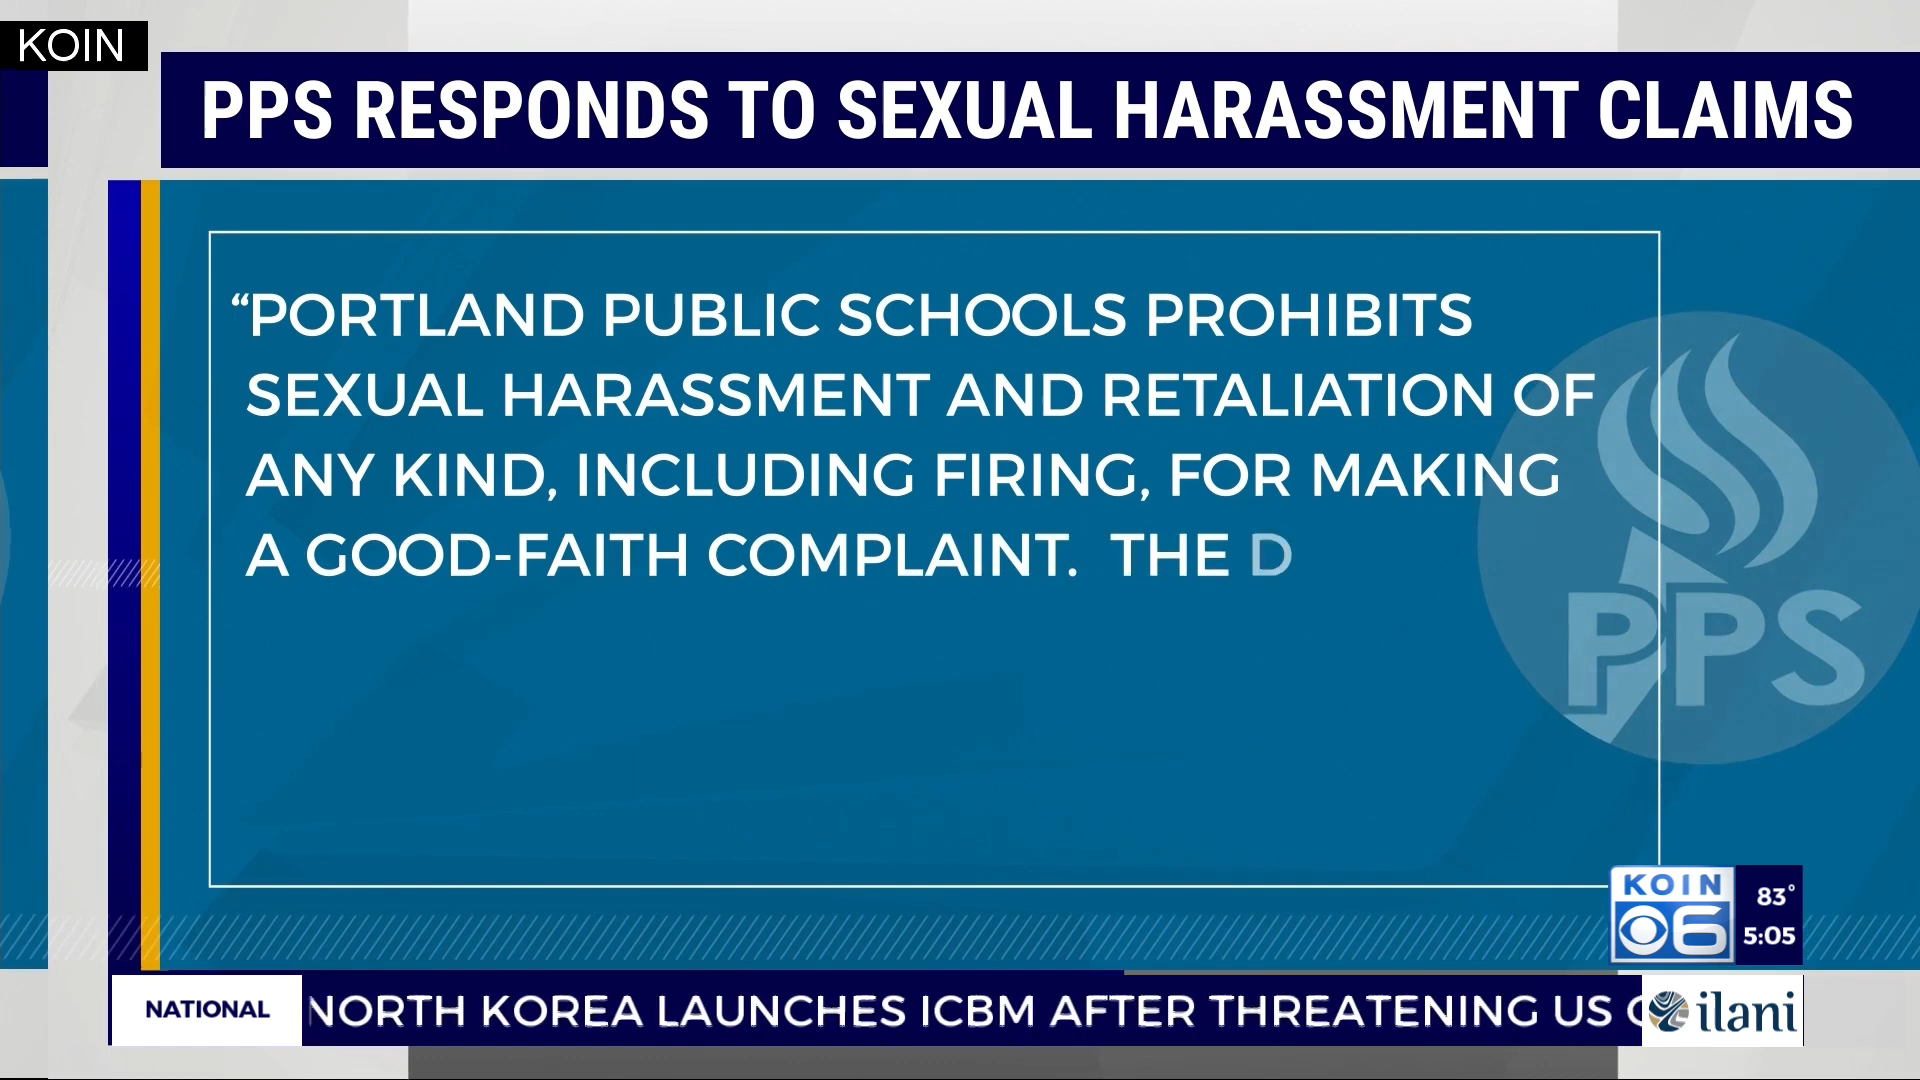 KOIN
PPS RESPONDS TO SEXUAL HARASSMENT CLAIMS
“PORTLAND PUBLIC SCHOOLS PROHIBITS
SEXUAL HARASSMENT AND RETALIATION OF
ANY KIND, INCLUDING FIRING, FOR MAKING
A GOOD-FAITH COMPLAINT.  THE D
PPS
KOIN
6
83°
5:05
NATIONAL
NORTH KOREA LAUNCHES ICBM AFTER THREATENING US
ilani